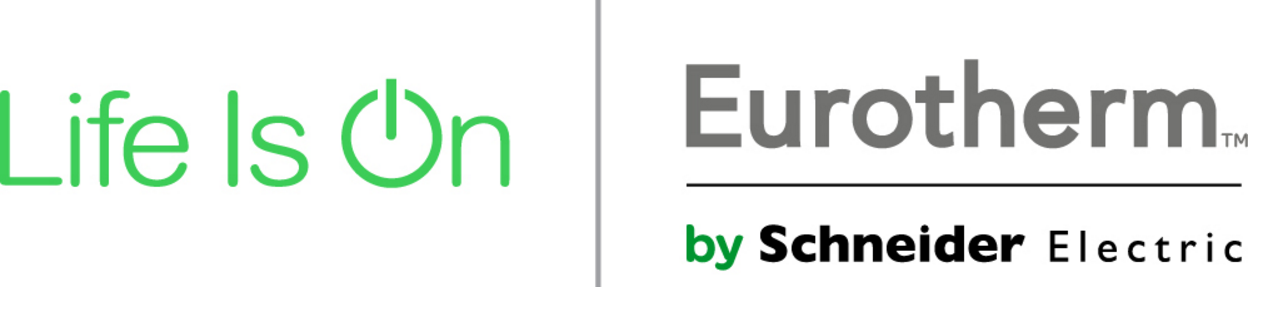 Life Is On
Eurotherm™
by Schneider Electric